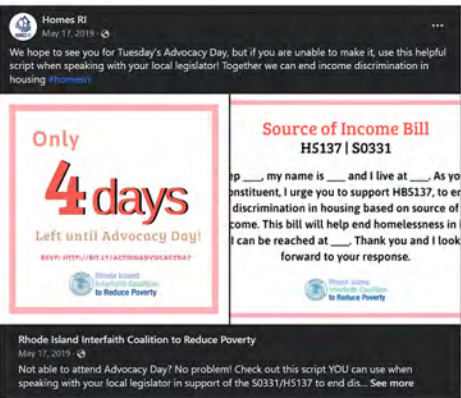 Homes RI
May 17, 2019 ·
We hope to see you for Tuesday's Advocacy Day, but if you are unable to make it, use this helpful
script when speaking with your local legislator! Together we can end income discrimination in
housing #homesri
Only
4 days
Left until Advocacy Day!
RSVP: HTTP://BIT.LY/ACTIONADVOCACYDAY
Rhode Island
Interfaith Coalition
to Reduce Poverty
Source of Income Bill
H5137 | S0331
ep ___, my name is ___ and I live at ___. As yo
onstituent, I urge you to support HB5137, to er
discrimination in housing based on source of
come. This bill will help end homelessness in
I can be reached at ___. Thank you and I look
forward to your response.
Rhode Island
Interfaith Coalition
to Reduce Poverty
Rhode Island Interfaith Coalition to Reduce Poverty
May 17, 2019 ·
Not able to attend Advocacy Day? No problem! Check out this script YOU can use when
speaking with your local legislator in support of the S0331/H5137 to end dis... See more